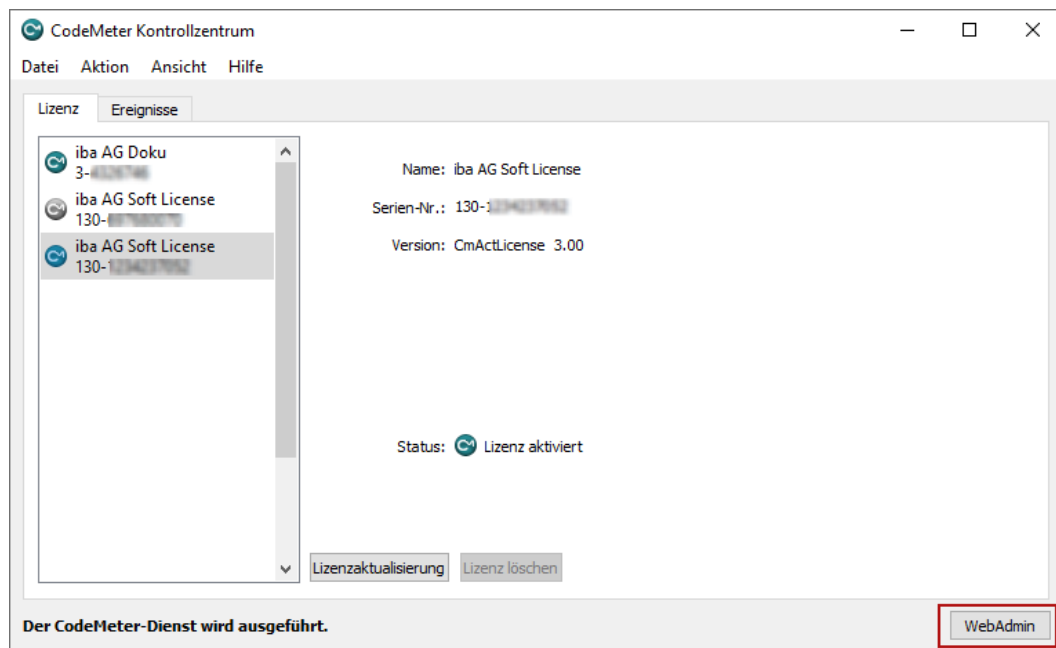 CodeMeter Kontrollzentrum
Datei Aktion Ansicht Hilfe
Lizenz Ereignisse
iba AG Doku
3-
iba AG Soft License
130-
iba AG Soft License
130-
Name: iba AG Soft License
Serien-Nr.: 130-
Version: CmActLicense 3.00
Status: Lizenz aktiviert
Lizenzaktualisierung Lizenz löschen
Der CodeMeter-Dienst wird ausgeführt.
WebAdmin